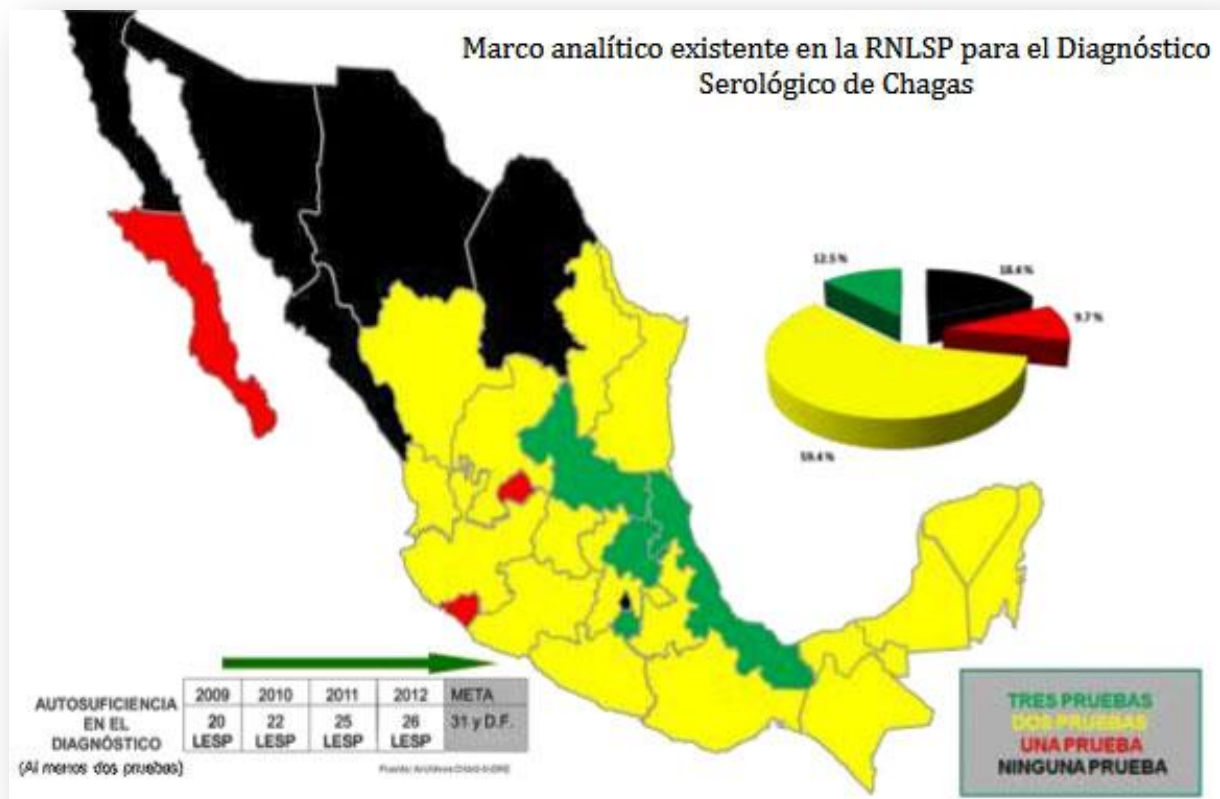 Marco analítico existente en la RNLSP para el Diagnóstico
Serológico de Chagas
12.5 %
18.4 %
9.7 %
59.4 %
AUTOSUFICIENCIA
EN EL
DIAGNÓSTICO
(Al menos dos pruebas)
2009 2010 2011 2012 META
20 22 25 26 31 y D.F.
LESP LESP LESP LESP
TRES PRUEBAS
DOS PRUEBAS
UNA PRUEBA
NINGUNA PRUEBA